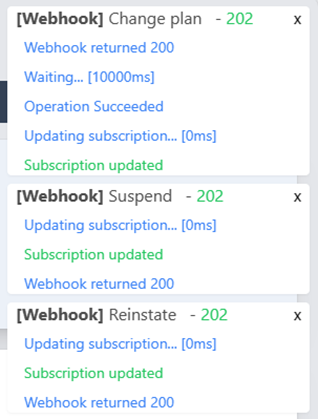 [Webhook] Change plan - 202 x
Webhook returned 200
Waiting... [10000ms]
Operation Succeeded
Updating subscription... [0ms]
Subscription updated
[Webhook] Suspend - 202 x
Updating subscription... [0ms]
Subscription updated
Webhook returned 200
[Webhook] Reinstate - 202 x
Updating subscription... [0ms]
Subscription updated
Webhook returned 200